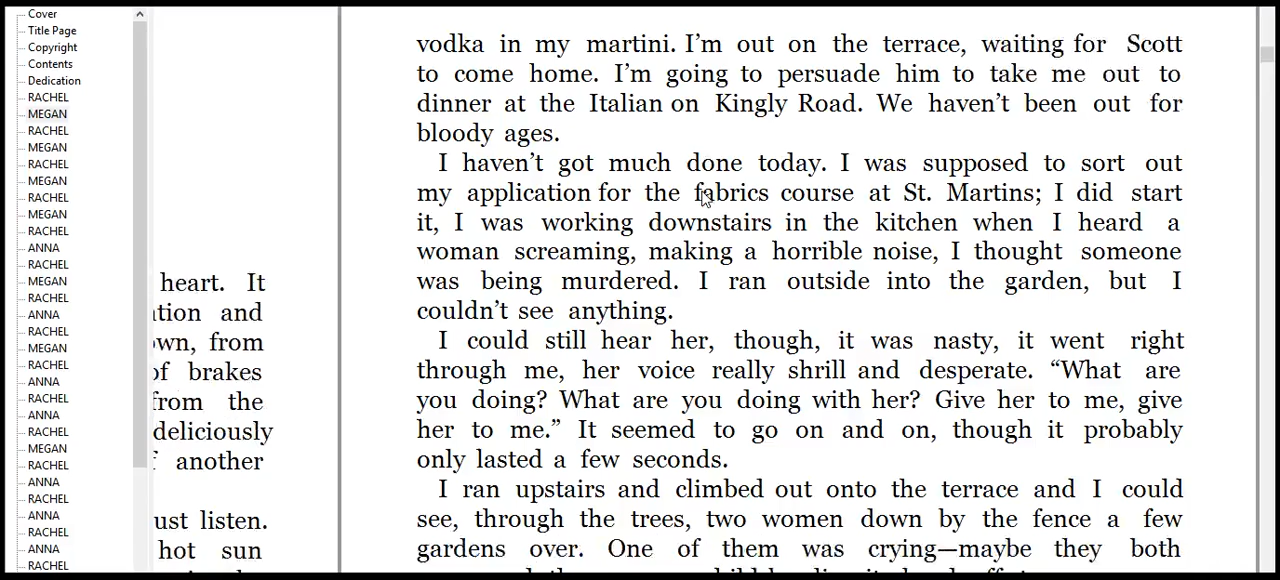 Cover
Title Page
Copyright
Contents
Dedication
RACHEL
MEGAN
RACHEL
MEGAN
RACHEL
MEGAN
RACHEL
MEGAN
RACHEL
ANNA
RACHEL
MEGAN
RACHEL
ANNA
RACHEL
MEGAN
RACHEL
ANNA
RACHEL
ANNA
RACHEL
MEGAN
RACHEL
ANNA
RACHEL
ANNA
RACHEL
ANNA
RACHEL
heart. It
and
from
of brakes
from the
deliciously
another
ust listen.
hot sun
vodka in my martini. I’m out on the terrace, waiting for Scott
to come home. I’m going to persuade him to take me out to
dinner at the Italian on Kingly Road. We haven’t been out for
bloody ages.
I haven’t got much done today. I was supposed to sort out
my application for the fabrics course at St. Martins; I did start
it, I was working downstairs in the kitchen when I heard a
woman screaming, making a horrible noise, I thought someone
was being murdered. I ran outside into the garden, but I
couldn’t see anything.
I could still hear her, though, it was nasty, it went right
through me, her voice really shrill and desperate. “What are
you doing? What are you doing with her? Give her to me, give
her to me.” It seemed to go on and on, though it probably
only lasted a few seconds.
I ran upstairs and climbed out onto the terrace and I could
see, through the trees, two women down by the fence a few
gardens over. One of them was crying—maybe they both